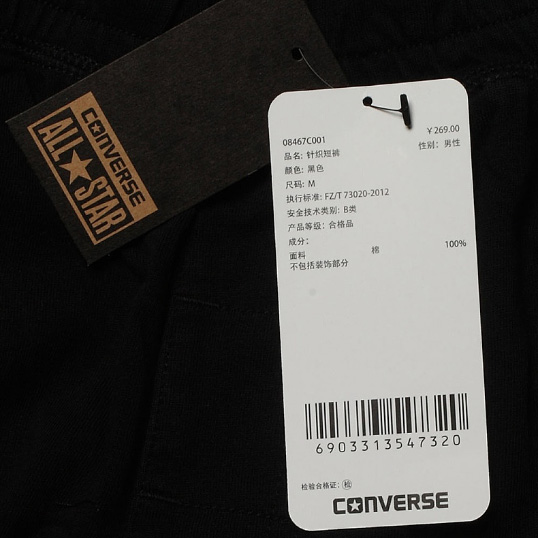 CONVERSE
ALL★STAR
08467C001
¥269.00
品名: 针织短裤
性别: 男性
颜色: 黑色
尺码: M
执行标准: FZ/T 73020-2012
安全技术类别: B类
产品等级: 合格品
成分:
面料 棉 100%
不包括装饰部分
6903313547320
检验合格证: 检
CONVERSE